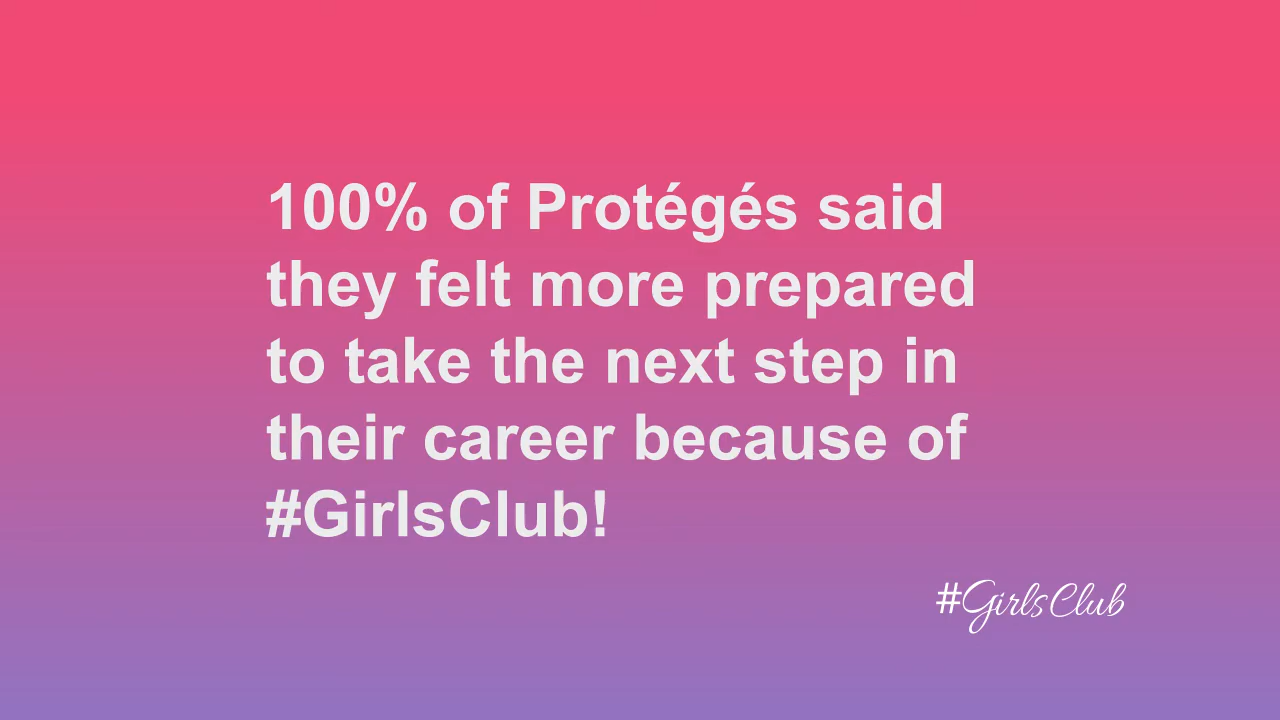 100% of Protégés said
they felt more prepared
to take the next step in
their career because of
#GirlsClub!
#GirlsClub